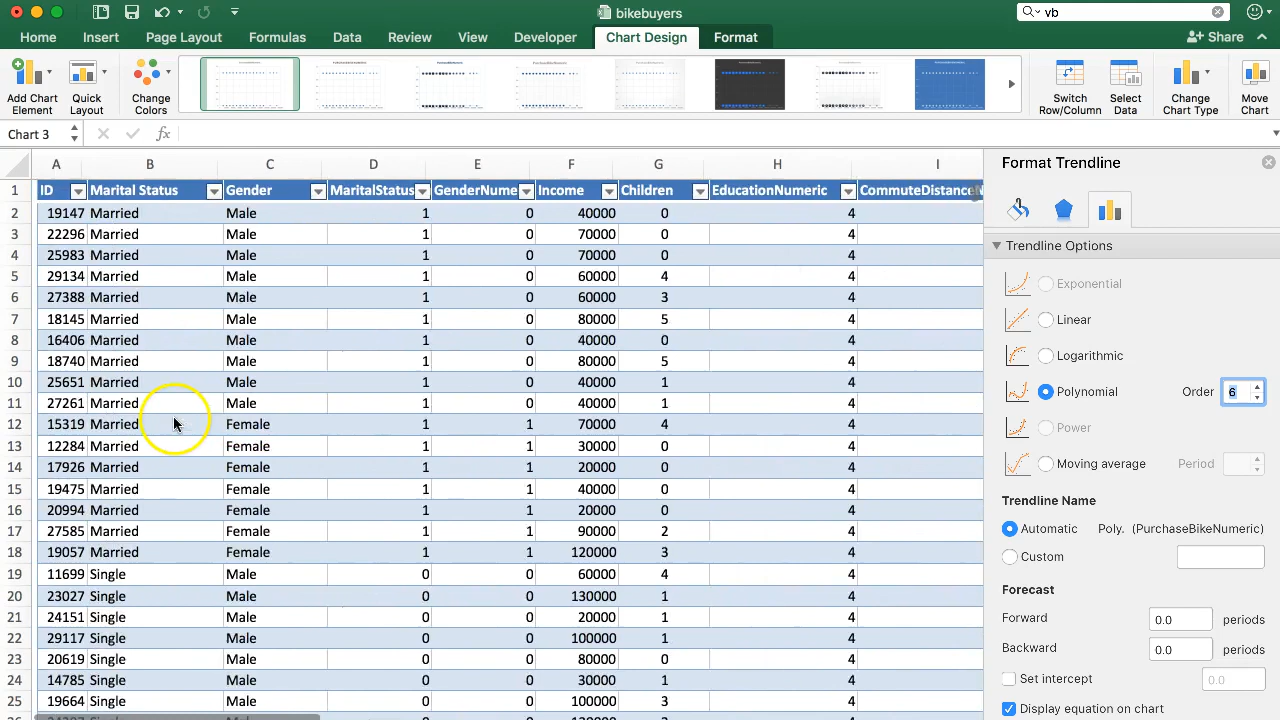 bikebuyers
vb
Home Insert Page Layout Formulas Data Review View Developer Chart Design Format Share
Add Chart Element Quick Layout Change Colors Switch Row/Column Select Data Change Chart Type Move Chart
Chart 3 fx
A B C D E F G H I
1 ID Marital Status Gender MaritalStatus GenderNume Income Children EducationNumeric CommuteDistance
2 19147 Married Male 1 0 40000 0 4
3 22296 Married Male 1 0 70000 0 4
4 25983 Married Male 1 0 70000 0 4
5 29134 Married Male 1 0 60000 4 4
6 27388 Married Male 1 0 60000 3 4
7 18145 Married Male 1 0 80000 5 4
8 16406 Married Male 1 0 40000 0 4
9 18740 Married Male 1 0 80000 5 4
10 25651 Married Male 1 0 40000 1 4
11 27261 Married Male 1 0 40000 1 4
12 15319 Married Female 1 1 70000 4 4
13 12284 Married Female 1 1 30000 0 4
14 17926 Married Female 1 1 20000 0 4
15 19475 Married Female 1 1 40000 0 4
16 20994 Married Female 1 1 20000 0 4
17 27585 Married Female 1 1 90000 2 4
18 19057 Married Female 1 1 120000 3 4
19 11699 Single Male 0 0 60000 4 4
20 23027 Single Male 0 0 130000 1 4
21 24151 Single Male 0 0 20000 1 4
22 29117 Single Male 0 0 100000 1 4
23 20619 Single Male 0 0 80000 0 4
24 14785 Single Male 0 0 30000 1 4
25 19664 Single Male 0 0 100000 3 4
Format Trendline
Trendline Options
Exponential
Linear
Logarithmic
Polynomial Order 6
Power
Moving average Period
Trendline Name
Automatic Poly. (PurchaseBikeNumeric)
Custom
Forecast
Forward 0.0 periods
Backward 0.0 periods
Set intercept 0.0
Display equation on chart